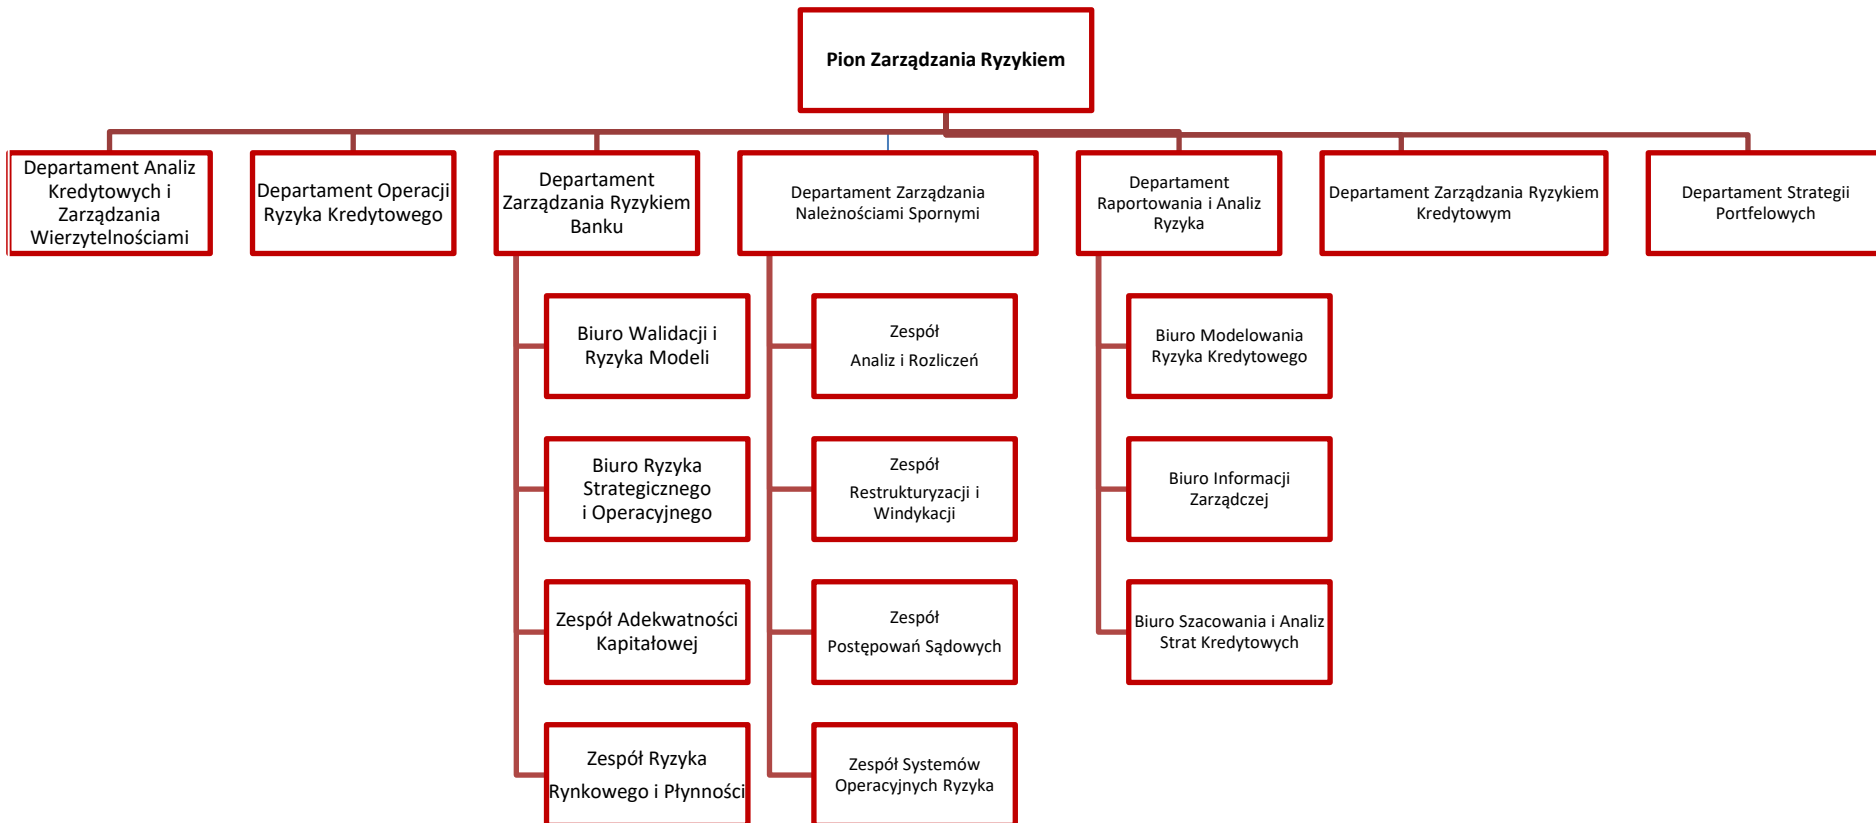 Pion Zarządzania Ryzykiem
Departament Analiz
Kredytowych i
Zarządzania
Wierzytelnościami
Departament Operacji
Ryzyka Kredytowego
Departament
Zarządzania Ryzykiem
Banku
Departament Zarządzania
Należnościami Spornymi
Departament
Raportowania i Analiz
Ryzyka
Departament Zarządzania Ryzykiem
Kredytowym
Departament Strategii
Portfelowych
Biuro Walidacji i
Ryzyka Modeli
Biuro Ryzyka
Strategicznego
i Operacyjnego
Zespół Adekwatności
Kapitałowej
Zespół Ryzyka
Rynkowego i Płynności
Zespół
Analiz i Rozliczeń
Zespół
Restrukturyzacji i
Windykacji
Zespół
Postępowań Sądowych
Zespół Systemów
Operacyjnych Ryzyka
Biuro Modelowania
Ryzyka Kredytowego
Biuro Informacji
Zarządczej
Biuro Szacowania i Analiz
Strat Kredytowych